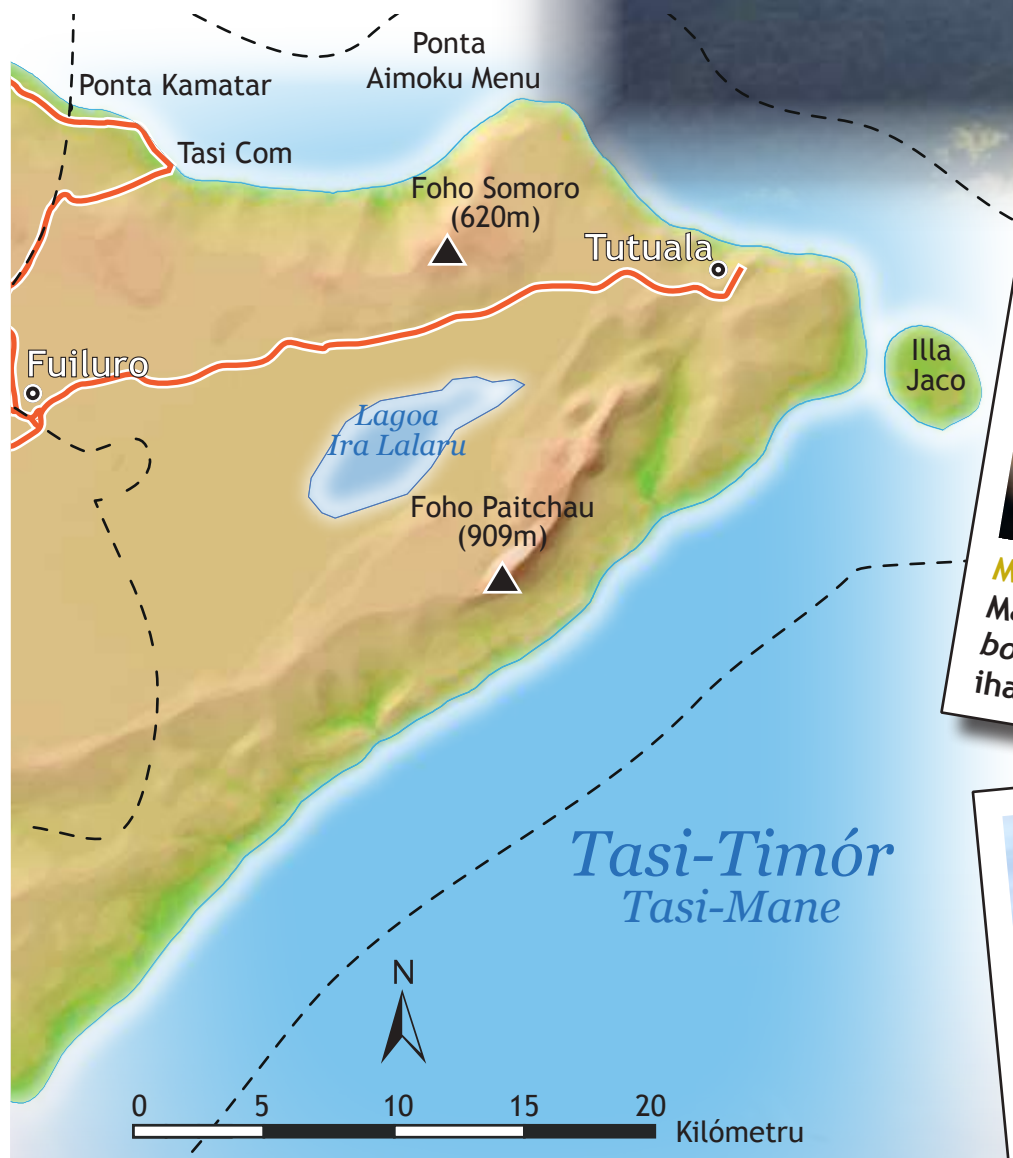 Ponta
Aimoku Menu
Ponta Kamatar
Tasi Com
Foho Somoro
(620m)
Tutuala
Illa
Jaco
Fuiluro
Lagoa
Ira Lalaru
Foho Paitchau
(909m)
Tasi-Timór
Tasi-Mane
N
0 5 10 15 20
Kilómetru